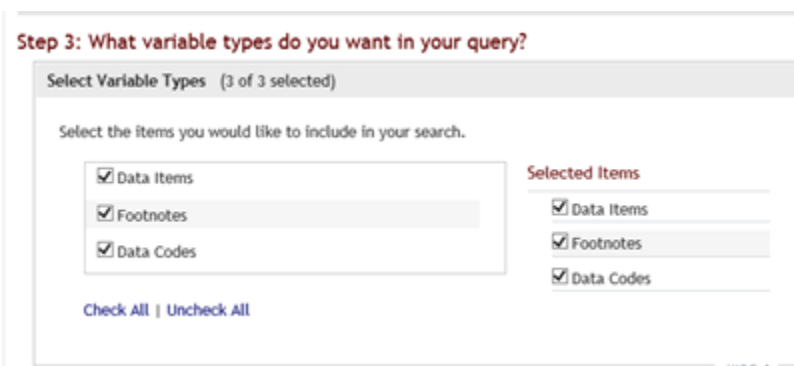 Step 3: What variable types do you want in your query?
Select Variable Types (3 of 3 selected)
Select the items you would like to include in your search.
Data Items
Footnotes
Data Codes
Check All | Uncheck All
Selected Items
Data Items
Footnotes
Data Codes